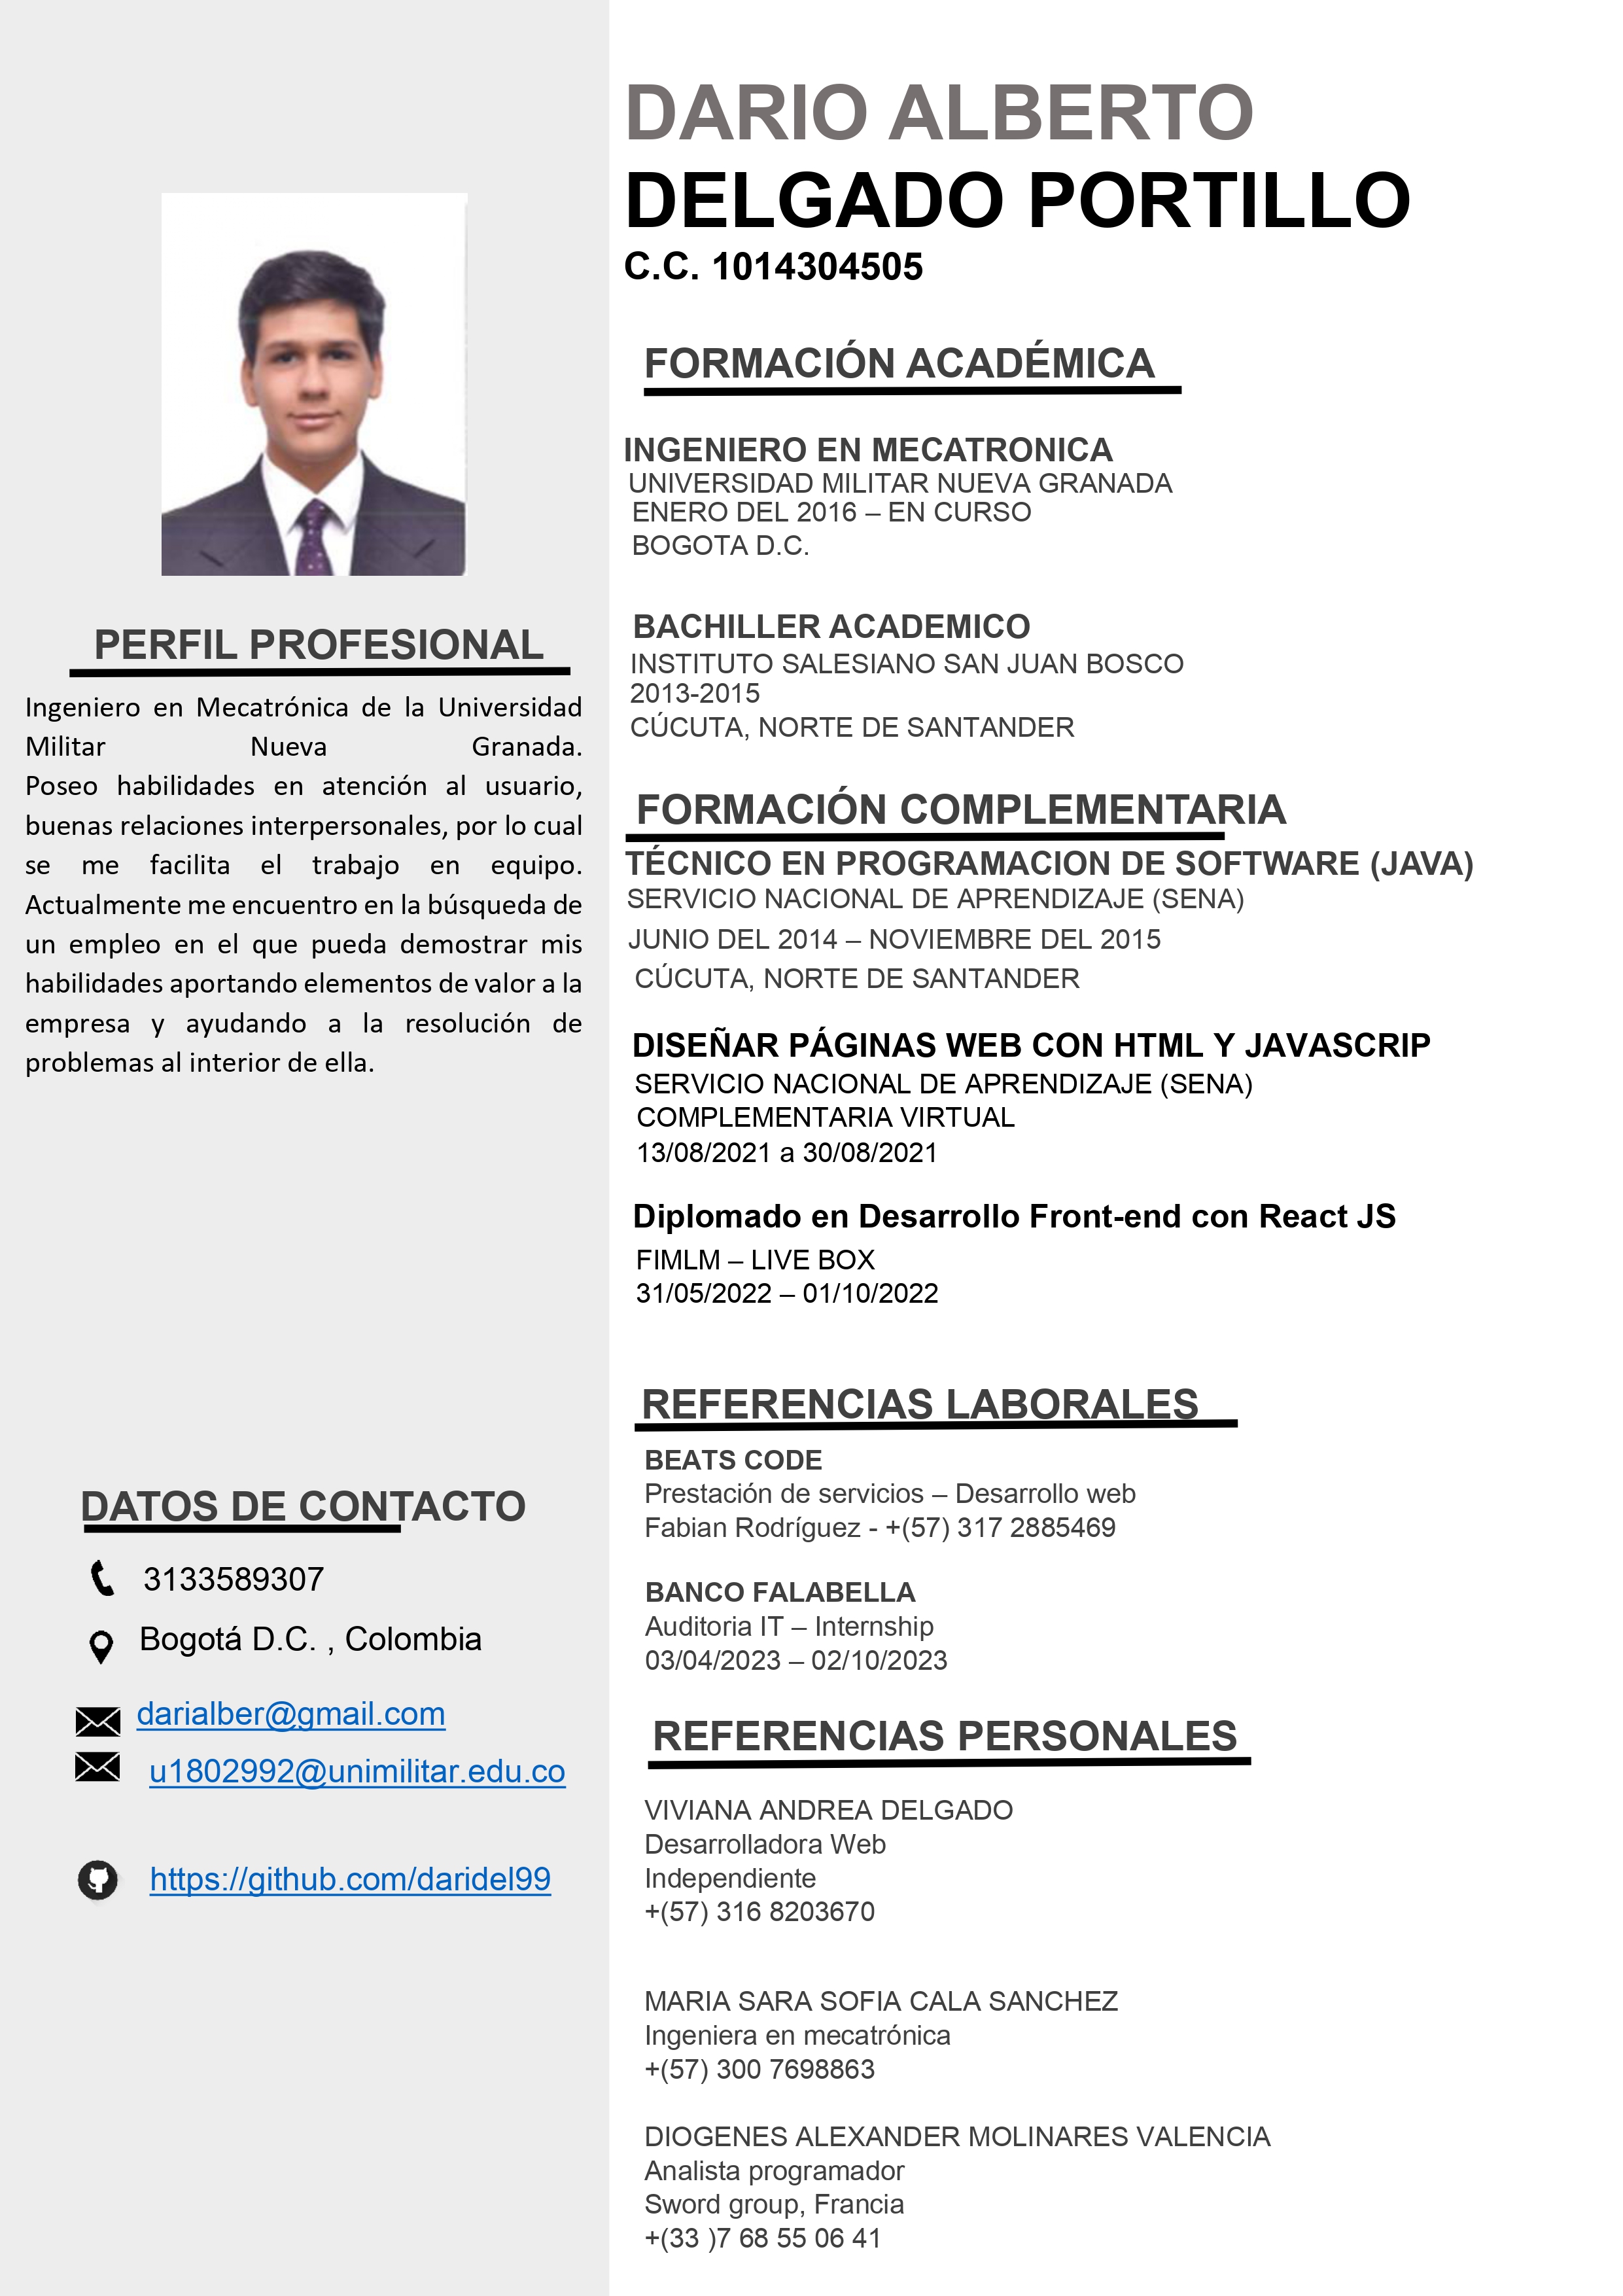 DARIO ALBERTO
DELGADO PORTILLO
C.C. 1014304505
PERFIL PROFESIONAL
Ingeniero en Mecatrónica de la Universidad
Militar Nueva Granada.
Poseo habilidades en atención al usuario,
buenas relaciones interpersonales, por lo cual
se me facilita el trabajo en equipo.
Actualmente me encuentro en la búsqueda de
un empleo en el que pueda demostrar mis
habilidades aportando elementos de valor a la
empresa y ayudando a la resolución de
problemas al interior de ella.
DATOS DE CONTACTO
3133589307
Bogotá D.C. , Colombia
darialber@gmail.com
u1802992@unimilitar.edu.co
https://github.com/daridel99
FORMACIÓN ACADÉMICA
INGENIERO EN MECATRONICA
UNIVERSIDAD MILITAR NUEVA GRANADA
ENERO DEL 2016 – EN CURSO
BOGOTA D.C.
BACHILLER ACADEMICO
INSTITUTO SALESIANO SAN JUAN BOSCO
2013-2015
CÚCUTA, NORTE DE SANTANDER
FORMACIÓN COMPLEMENTARIA
TÉCNICO EN PROGRAMACION DE SOFTWARE (JAVA)
SERVICIO NACIONAL DE APRENDIZAJE (SENA)
JUNIO DEL 2014 – NOVIEMBRE DEL 2015
CÚCUTA, NORTE DE SANTANDER
DISEÑAR PÁGINAS WEB CON HTML Y JAVASCRIP
SERVICIO NACIONAL DE APRENDIZAJE (SENA)
COMPLEMENTARIA VIRTUAL
13/08/2021 a 30/08/2021
Diplomado en Desarrollo Front-end con React JS
FIMLM – LIVE BOX
31/05/2022 – 01/10/2022
REFERENCIAS LABORALES
BEATS CODE
Prestación de servicios – Desarrollo web
Fabian Rodríguez - +(57) 317 2885469
BANCO FALABELLA
Auditoria IT – Internship
03/04/2023 – 02/10/2023
REFERENCIAS PERSONALES
VIVIANA ANDREA DELGADO
Desarrolladora Web
Independiente
+(57) 316 8203670
MARIA SARA SOFIA CALA SANCHEZ
Ingeniera en mecatrónica
+(57) 300 7698863
DIOGENES ALEXANDER MOLINARES VALENCIA
Analista programador
Sword group, Francia
+(33 )7 68 55 06 41